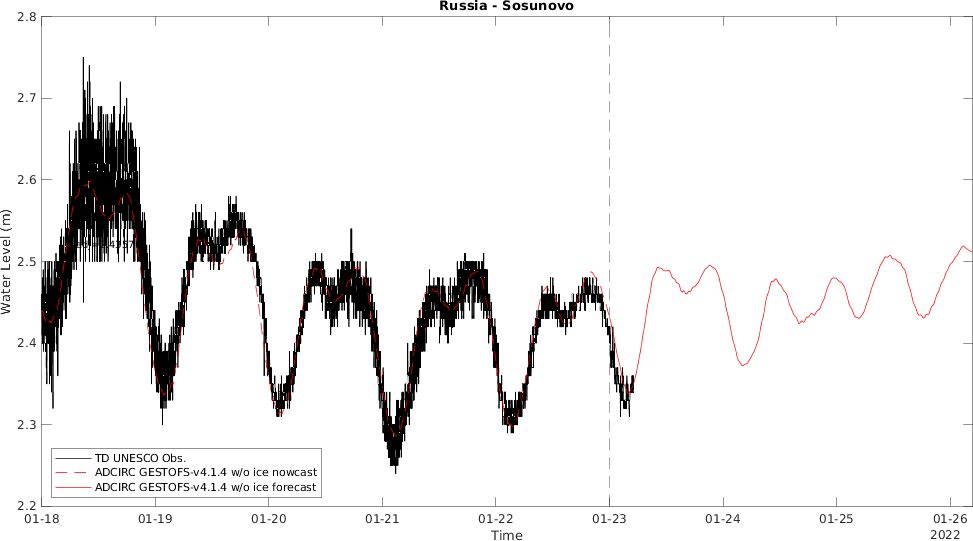 Russia - Sosunovo
2.8
2.7
2.6
2.5
2.4
2.3
2.2
Water Level (m)
TD UNESCO Obs.
ADCIRC GESTOFS-v4.1.4 w/o ice nowcast
ADCIRC GESTOFS-v4.1.4 w/o ice forecast
01-18
01-19
01-20
01-21
01-22
01-23
01-24
01-25
01-26
Time
2022